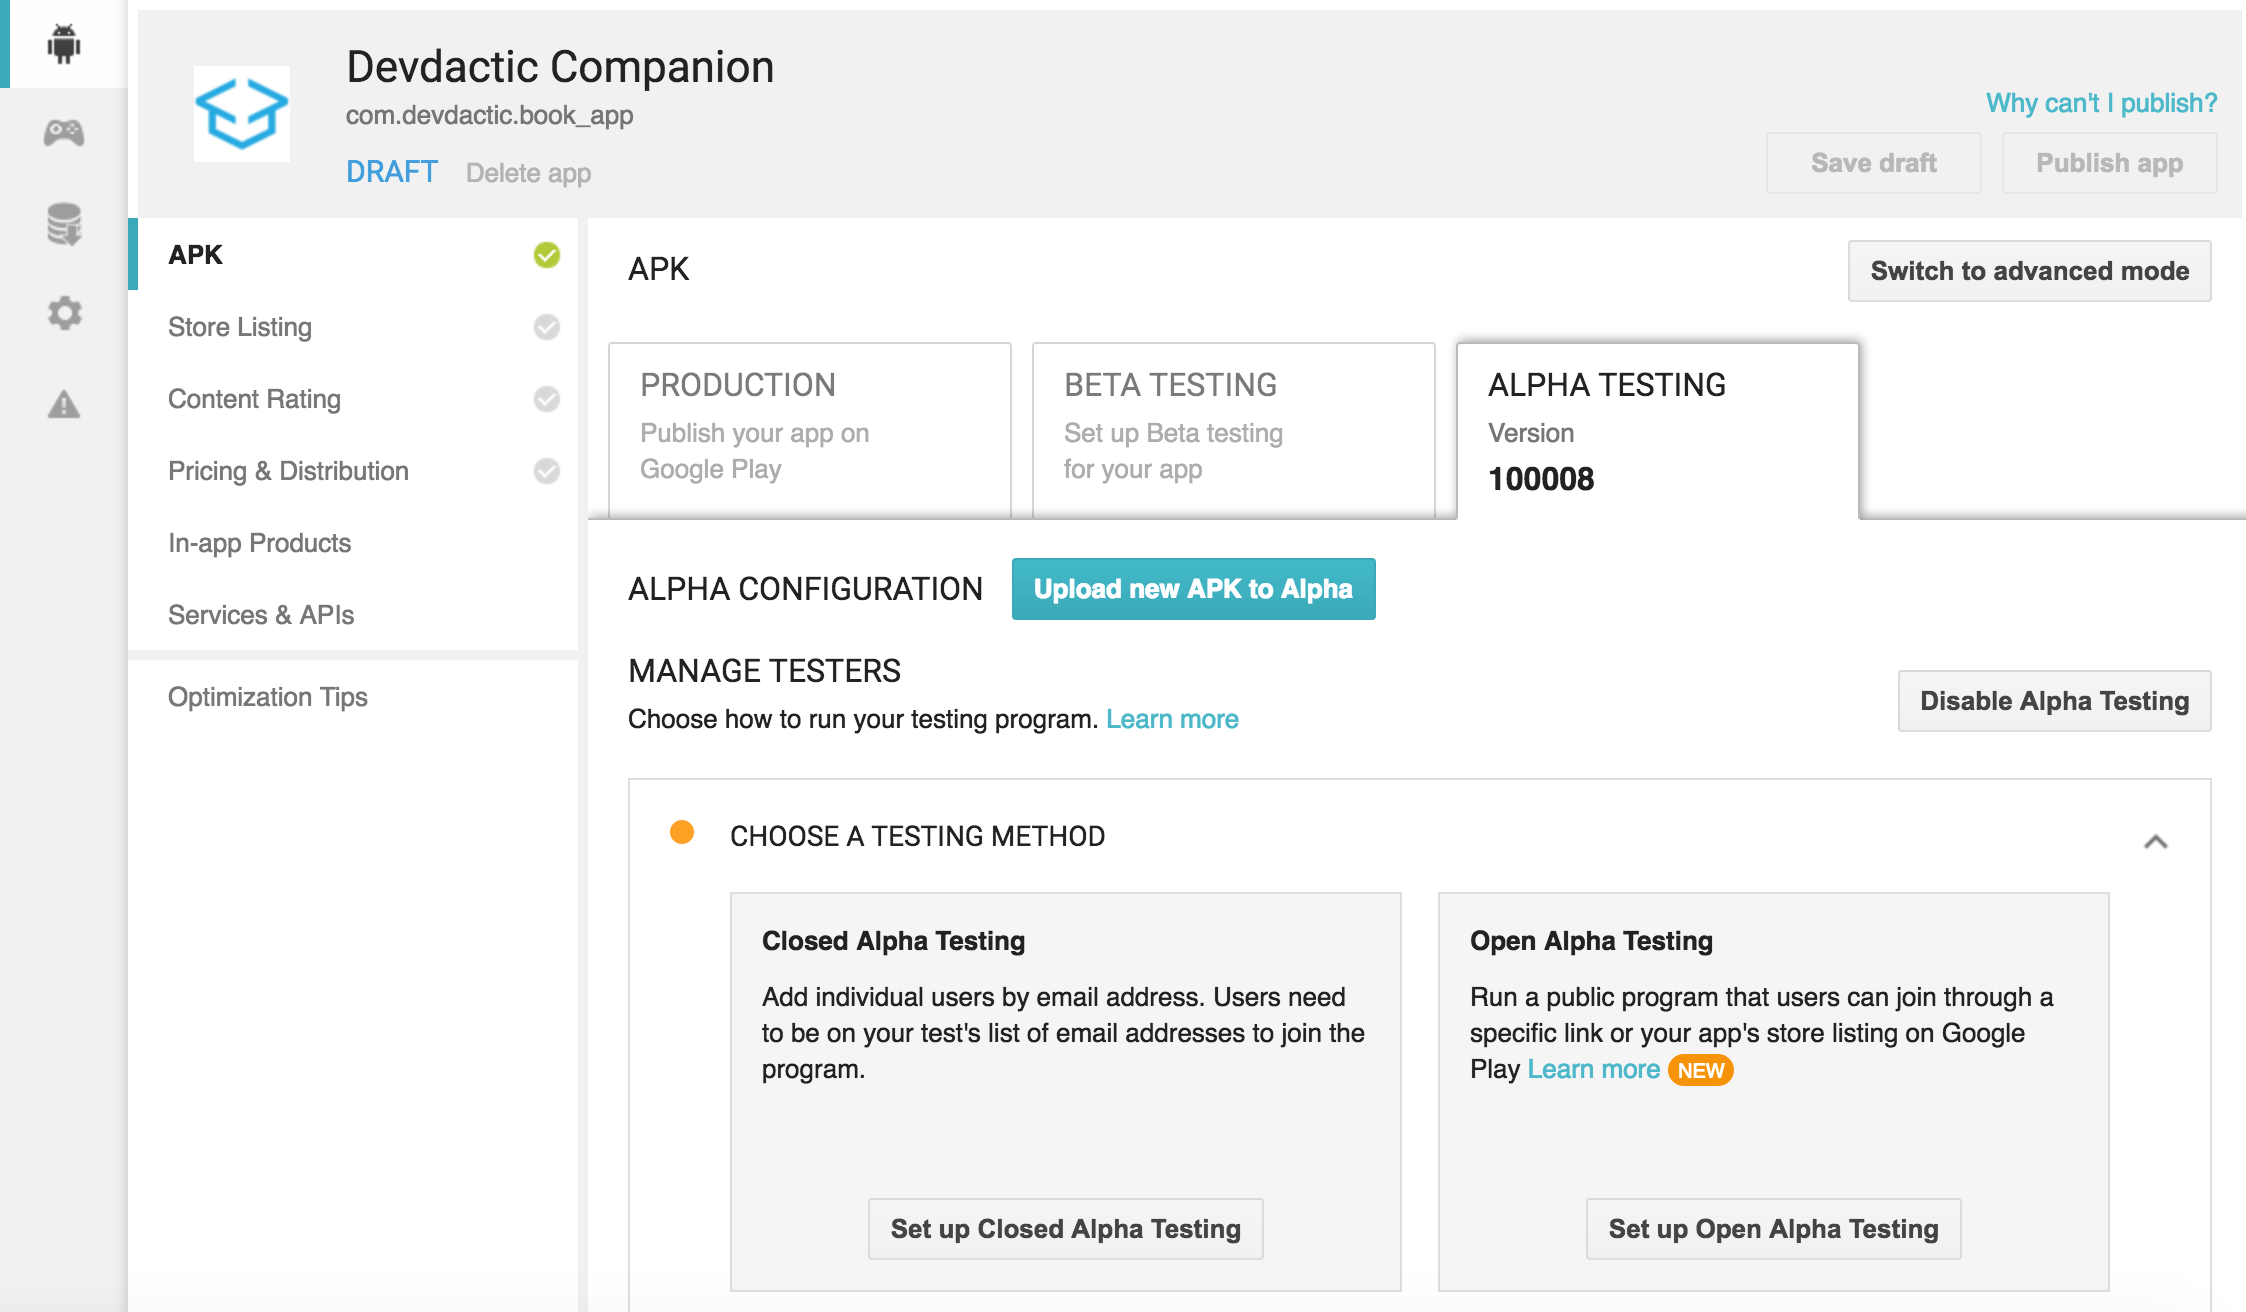 Devdactic Companion
com.devdactic.book_app
DRAFT Delete app
Why can't I publish?
Save draft Publish app
APK
Store Listing
Content Rating
Pricing & Distribution
In-app Products
Services & APIs
Optimization Tips
APK
Switch to advanced mode
PRODUCTION
Publish your app on
Google Play
BETA TESTING
Set up Beta testing
for your app
ALPHA TESTING
Version
100008
ALPHA CONFIGURATION Upload new APK to Alpha
MANAGE TESTERS
Choose how to run your testing program. Learn more
Disable Alpha Testing
CHOOSE A TESTING METHOD
Closed Alpha Testing
Add individual users by email address. Users need
to be on your test's list of email addresses to join the
program.
Set up Closed Alpha Testing
Open Alpha Testing
Run a public program that users can join through a
specific link or your app's store listing on Google
Play Learn more NEW
Set up Open Alpha Testing